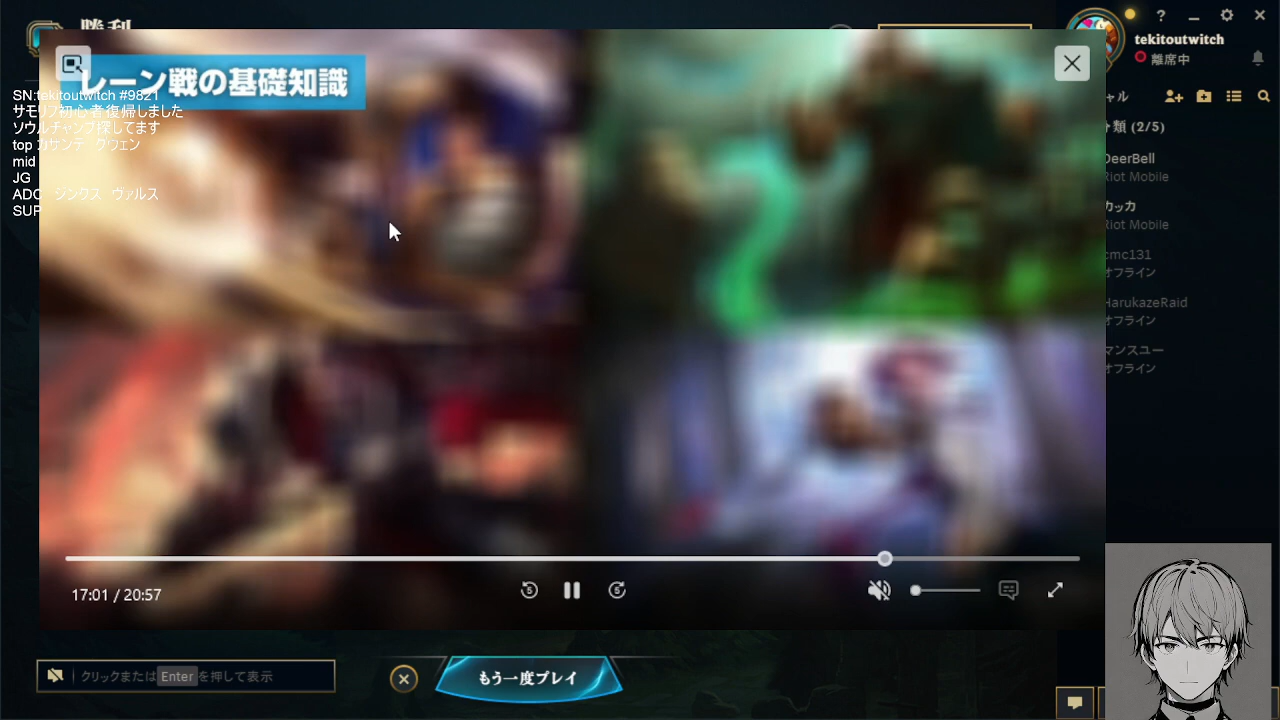 勝利
レーン戦の基礎知識
SN:tekitoutwitch #9821
サモリフ初心者復帰しました
ソウルチャンプ探してます
top カサンテ クウェン
mid
JG
ADC ジンクス ヴァルス
SUP
17:01 / 20:57
5
5
クリックまたは Enter を押して表示
もう一度プレイ
tekitoutwitch
離席中
ャル
類 (2/5)
DeerBell
Riot Mobile
カッカ
Riot Mobile
cmc131
オフライン
HarukazeRaid
オフライン
マンスユー
オフライン